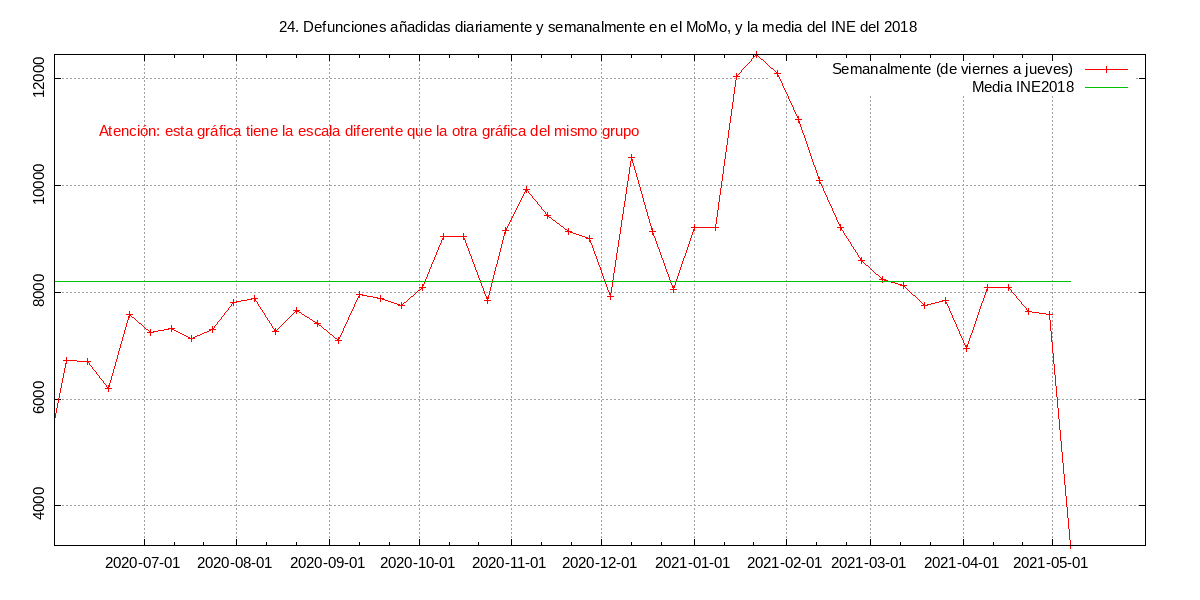 24. Defunciones añadidas diariamente y semanalmente en el MoMo, y la media del INE del 2018
Semanalmente (de viernes a jueves)
Media INE2018
Atención: esta gráfica tiene la escala diferente que la otra gráfica del mismo grupo
12000
10000
8000
6000
4000
2020-07-01 2020-08-01 2020-09-01 2020-10-01 2020-11-01 2020-12-01 2021-01-01 2021-02-01 2021-03-01 2021-04-01 2021-05-01